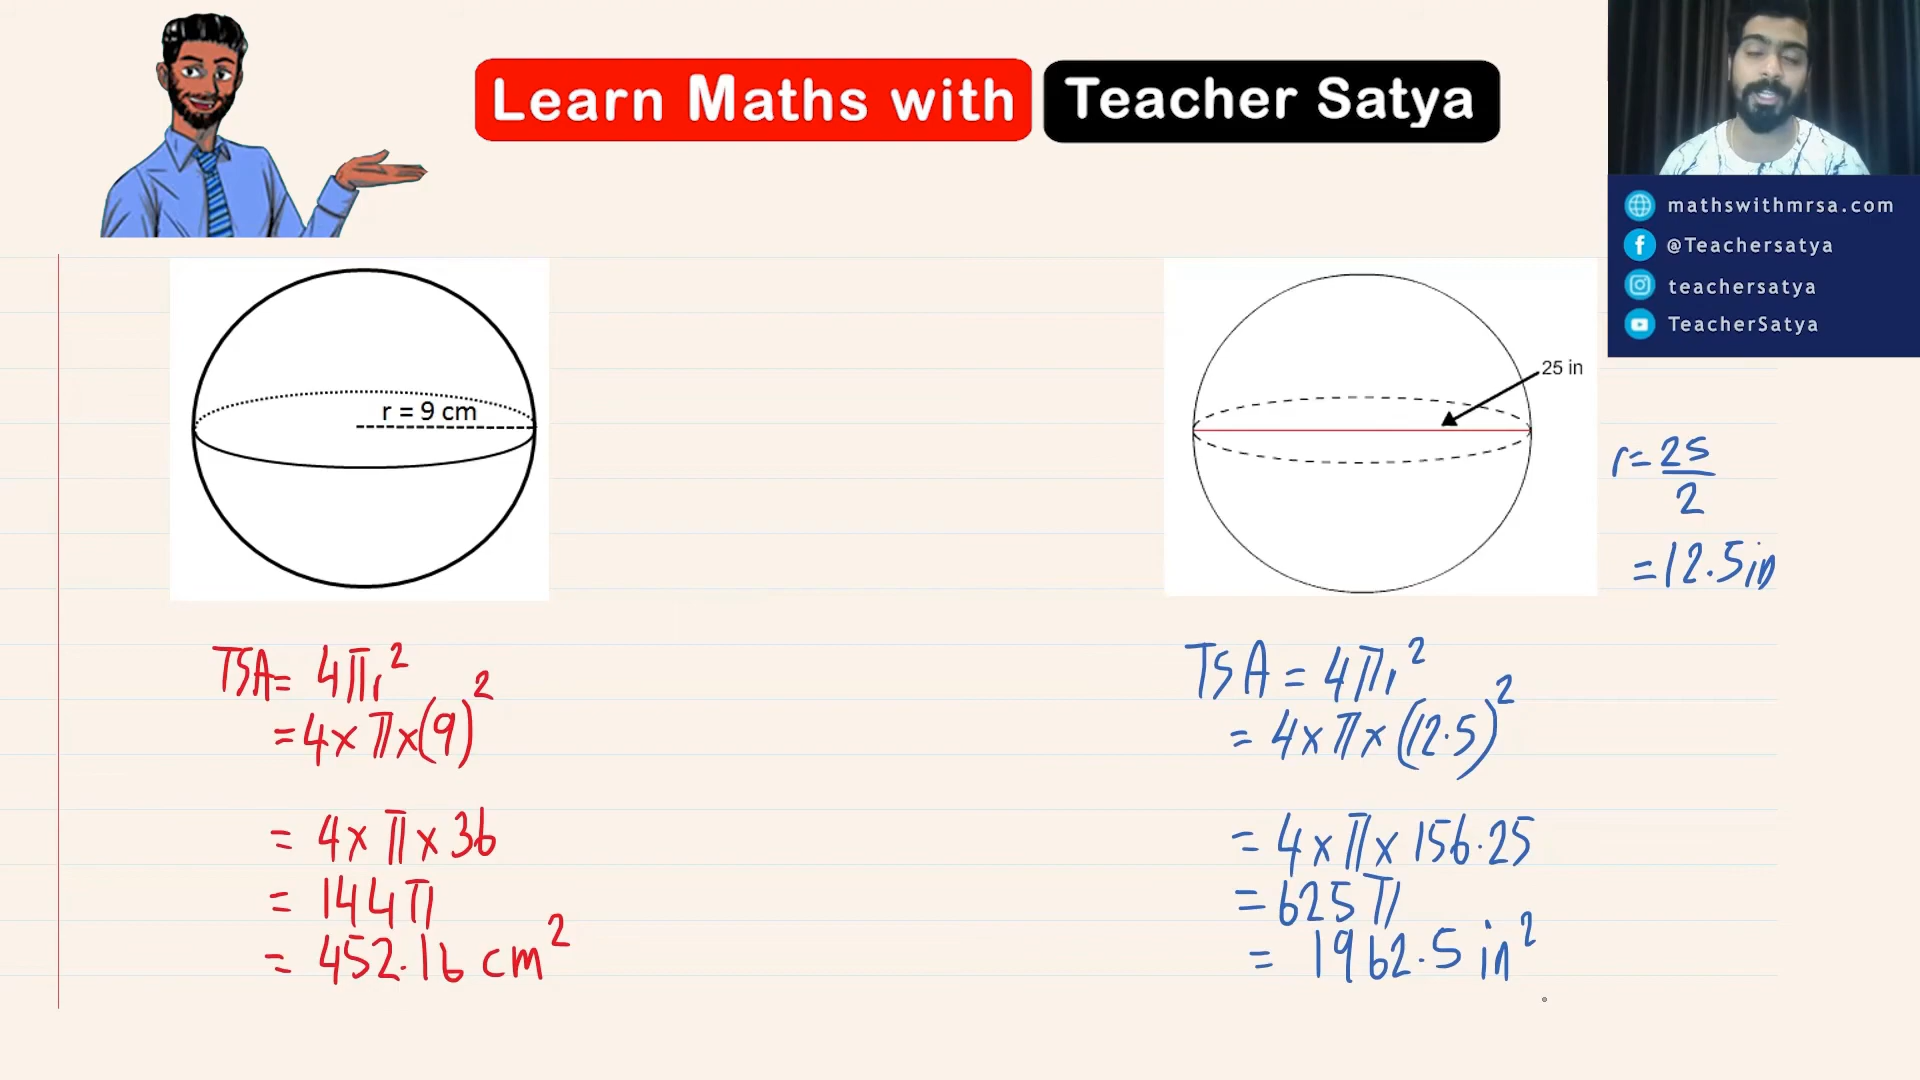 Learn Maths with Teacher Satya
mathswithmrsa.com
@Teachersatya
teachersatya
TeacherSatya
r = 9 cm
25 in
r = 25/2
= 12.5in
TSA = 4πr²
= 4 × π × (9)²
= 4 × π × 36
= 144π
= 452.16 cm²
TSA = 4πr²
= 4 × π × (12.5)²
= 4 × π × 156.25
= 625π
= 1962.5 in²